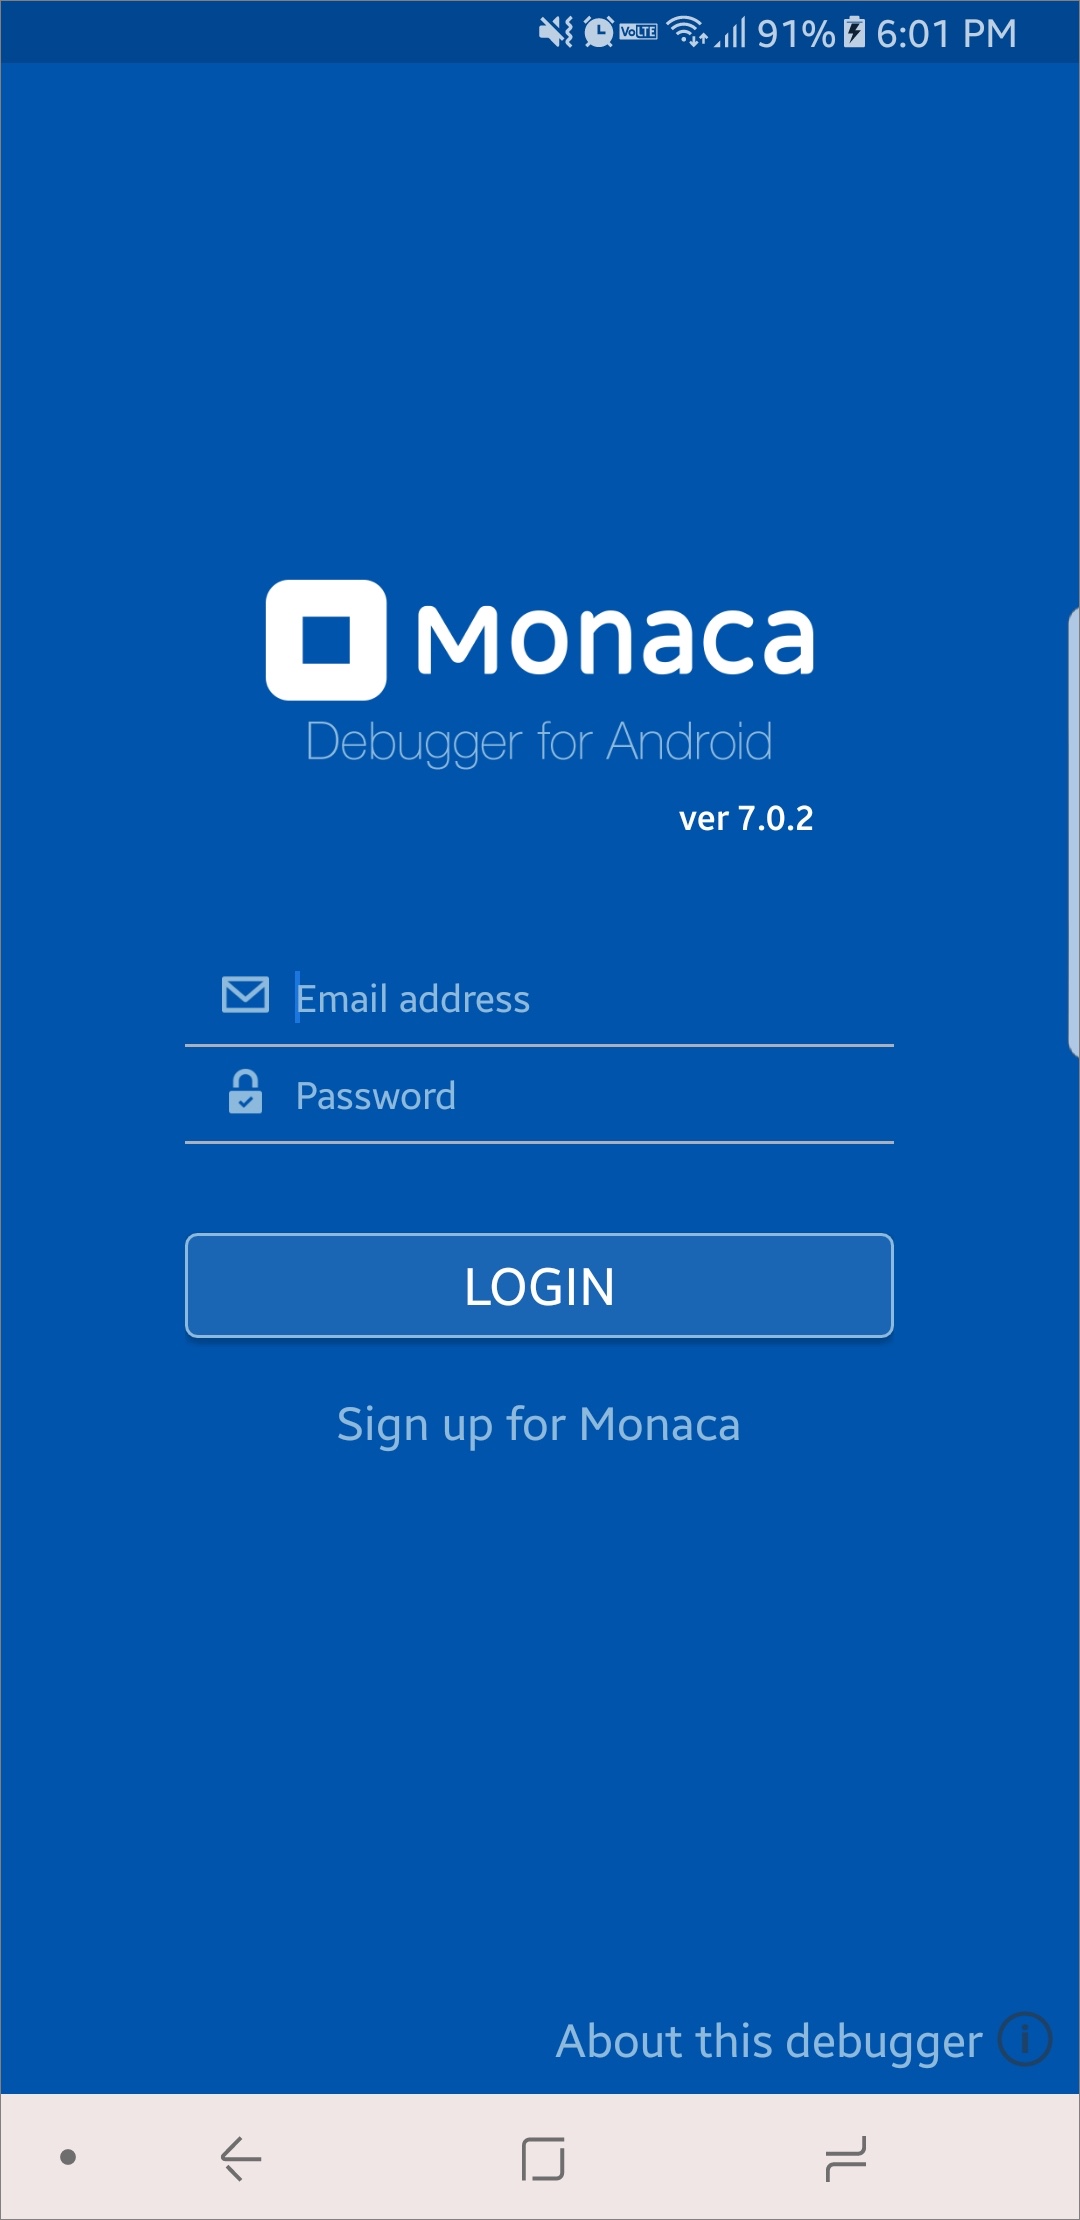 VoLTE 91% 6:01 PM
Monaca
Debugger for Android
ver 7.0.2
Email address
Password
LOGIN
Sign up for Monaca
About this debugger